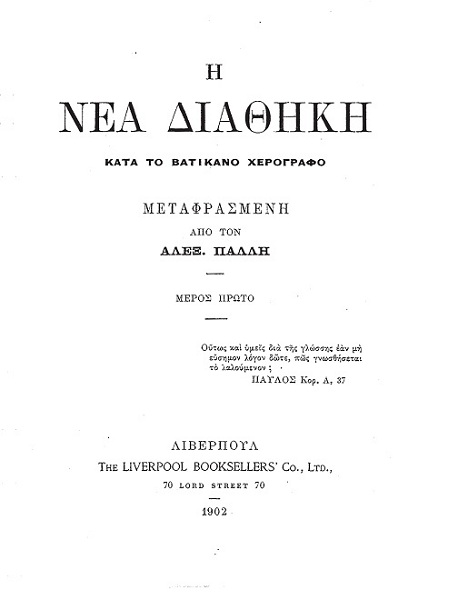 Η
ΝΕΑ ΔΙΑΘΗΚΗ
ΚΑΤΑ ΤΟ ΒΑΤΙΚΑΝΟ ΧΕΡΟΓΡΑΦΟ
ΜΕΤΑΦΡΑΣΜΕΝΗ
ΑΠΟ ΤΟΝ
ΑΛΕΞ. ΠΑΛΛΗ
ΜΕΡΟΣ ΠΡΩΤΟ
Οὕτως καὶ ὑμεῖς διὰ τῆς γλώσσης ἐὰν μὴ
εὔσημον λόγον δῶτε, πῶς γνωσθήσεται
τὸ λαλούμενον;
ΠΑΥΛΟΣ Κορ. Α, 37
ΛΙΒΕΡΠΟΥΛ
THE LIVERPOOL BOOKSELLERS' CO., LTD.,
70 LORD STREET 70
1902